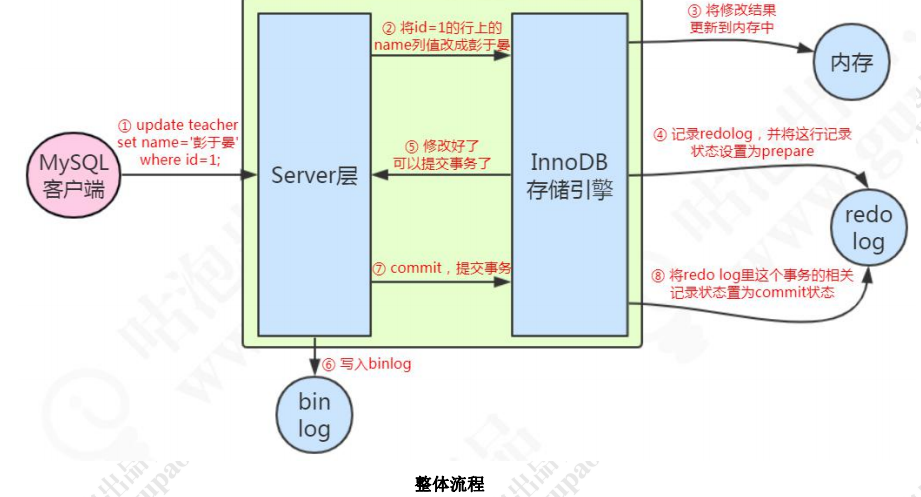 ② 将id=1的行上的
name列值改成彭于晏
③ 将修改结果
更新到内存中
内存
① update teacher
set name='彭于晏'
where id=1;
MySQL
客户端
Server层
⑤ 修改好了
可以提交事务了
InnoDB
存储引擎
④ 记录redolog，并将这行记录
状态设置为prepare
redo
log
⑦ commit，提交事务
⑧ 将redo log里这个事务的相关
记录状态置为commit状态
⑥ 写入binlog
bin
log
整体流程